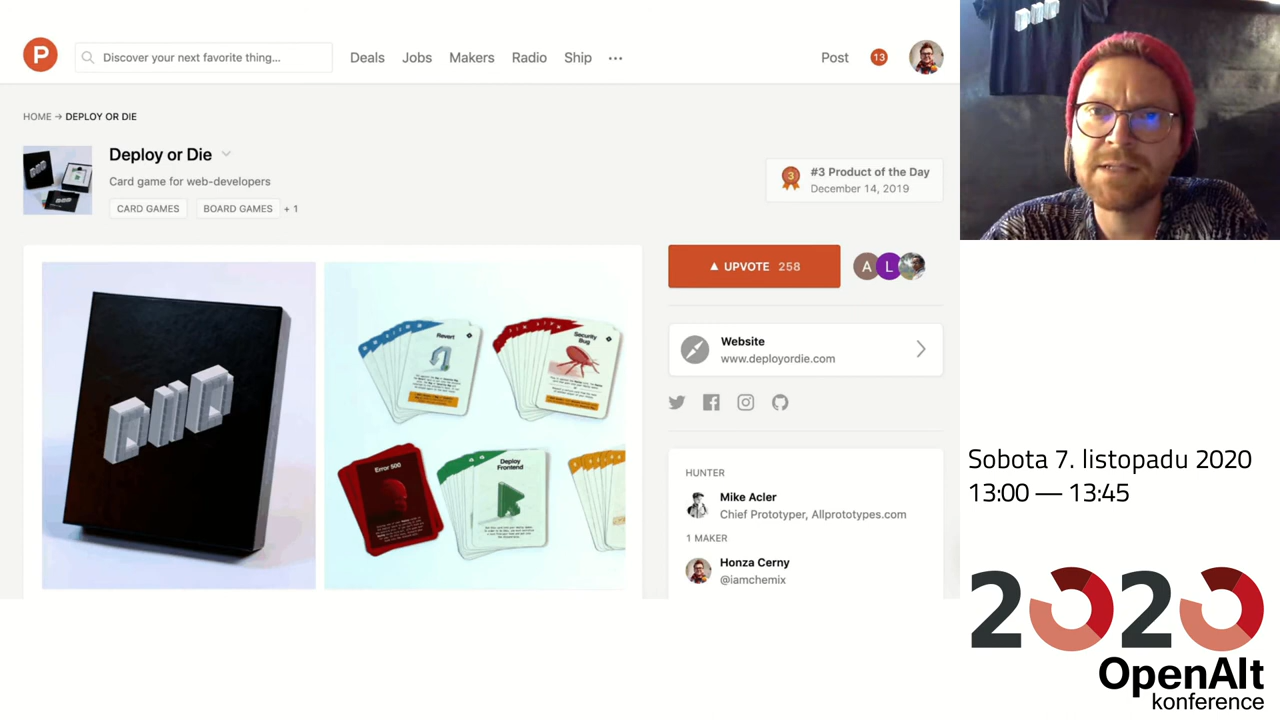 P
Discover your next favorite thing...
Deals
Jobs
Makers
Radio
Ship
...
Post
13
HOME → DEPLOY OR DIE
Deploy or Die
Card game for web-developers
CARD GAMES
BOARD GAMES
+ 1
3
#3 Product of the Day
December 14, 2019
▲ UPVOTE 258
A
L
Revert
Security
Bug
Error 500
Deploy
Frontend
Website
www.deployordie.com
HUNTER
Mike Acler
Chief Prototyper, Allprototypes.com
1 MAKER
Honza Cerny
@iamchemix
Sobota 7. listopadu 2020
13:00 — 13:45
2020
OpenAlt
konference